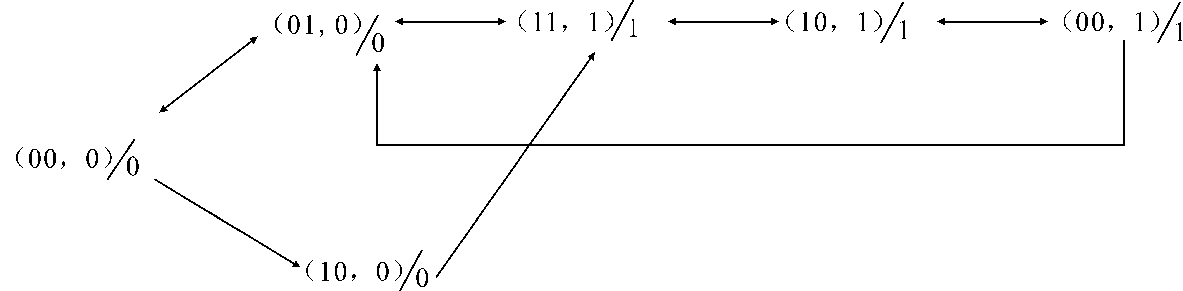 (01, 0)/0 (11, 1)/1 (10, 1)/1 (00, 1)/1
(00, 0)/0
(10, 0)/0